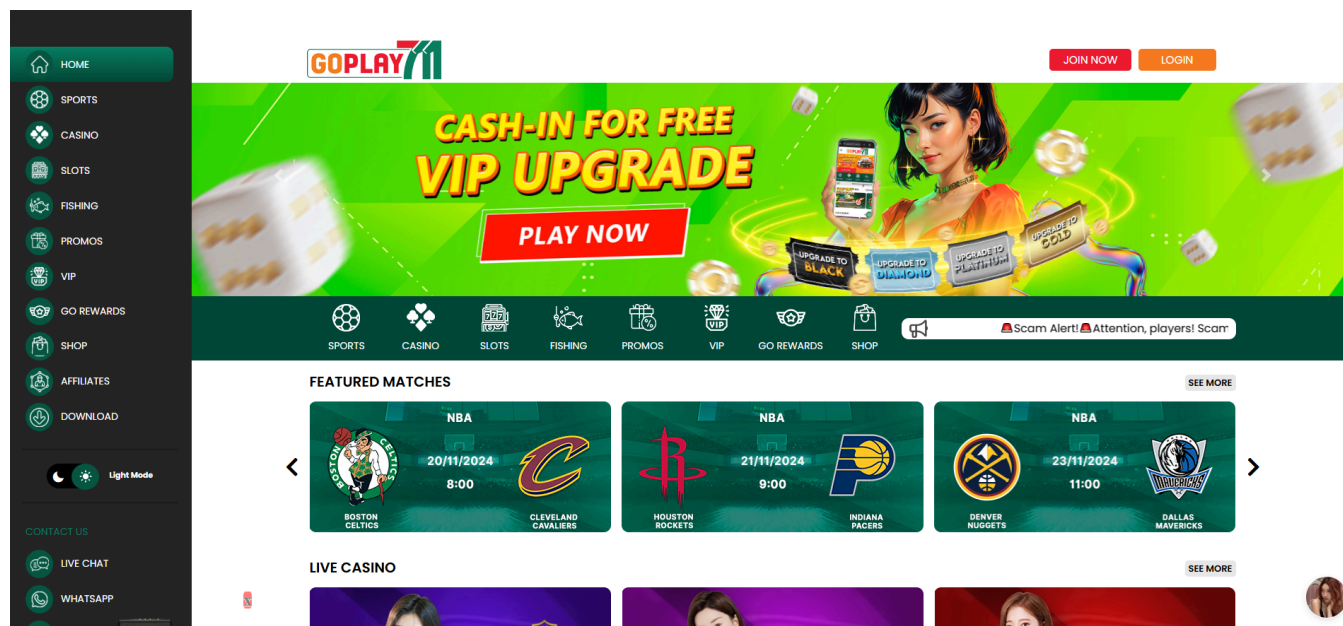 HOME
SPORTS
CASINO
SLOTS
FISHING
PROMOS
VIP
GO REWARDS
SHOP
AFFILIATES
DOWNLOAD
Light Mode
CONTACT US
LIVE CHAT
WHATSAPP
GOPLAY711
JOIN NOW
LOGIN
CASH-IN FOR FREE
VIP UPGRADE
PLAY NOW
UPGRADE TO
BLACK
UPGRADE TO
DIAMOND
UPGRADE TO
PLATINUM
UPGRADE TO
GOLD
SPORTS
CASINO
SLOTS
FISHING
PROMOS
VIP
GO REWARDS
SHOP
🚨Scam Alert!🚨Attention, players! Scam
FEATURED MATCHES
SEE MORE
NBA
20/11/2024
8:00
BOSTON
CELTICS
CLEVELAND
CAVALIERS
NBA
21/11/2024
9:00
HOUSTON
ROCKETS
INDIANA
PACERS
NBA
23/11/2024
11:00
DENVER
NUGGETS
DALLAS
MAVERICKS
LIVE CASINO
SEE MORE